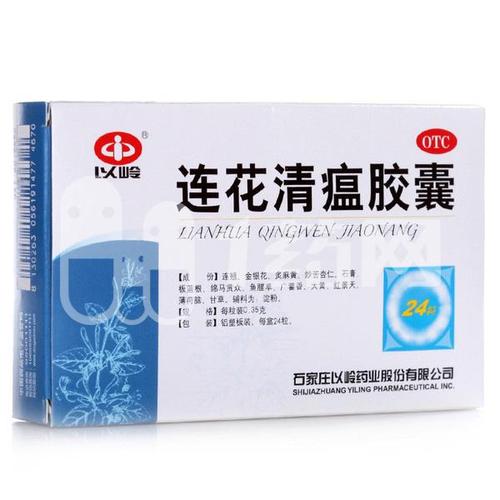 以岭
®
OTC
连花清瘟胶囊
LIANHUA QINGWEN JIAONANG
【成 份】连翘、金银花、炙麻黄、炒苦杏仁、石膏
板蓝根、绵马贯众、鱼腥草、广藿香、大黄、红景天、
薄荷脑、甘草。辅料为:淀粉。
【规 格】每粒装0.35克
【包 装】铝塑板装。每盒24粒。
24粒
石家庄以岭药业股份有限公司
SHIJIAZHUANG YILING PHARMACEUTICAL INC.
药网